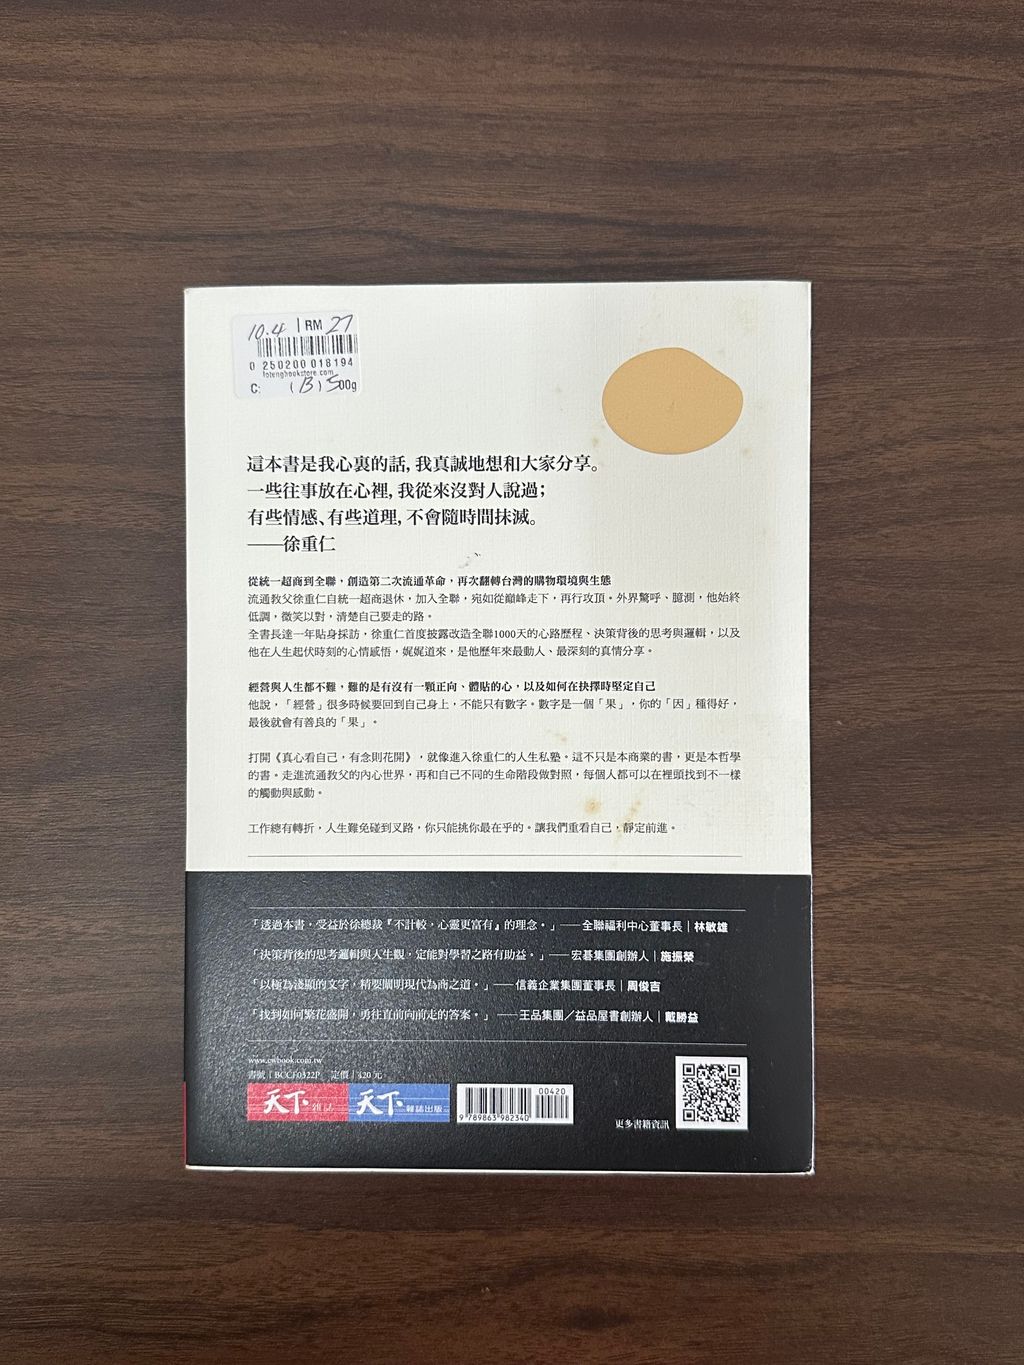 10.4 | RM 27
0 250200 018194
fotengbookstore.com
C: (B) 500g
這本書是我心裏的話，我真誠地想和大家分享。
一些往事放在心裡，我從來沒對人說過；
有些情感、有些道理，不會隨時間抹滅。
——徐重仁
從統一超商到全聯，創造第二次流通革命，再次翻轉台灣的購物環境與生態
流通教父徐重仁自統一超商退休，加入全聯，宛如從巔峰走下，再行攻頂。外界驚呼、臆測，他始終
低調，微笑以對，清楚自己要走的路。
全書長達一年貼身採訪，徐重仁首度披露改造全聯1000天的心路歷程、決策背後的思考與邏輯，以及
他在人生起伏時刻的心情感悟，娓娓道來，是他歷年來最動人、最深刻的真情分享。
經營與人生都不難，難的是有沒有一顆正向、體貼的心，以及如何在抉擇時堅定自己
他說，「經營」很多時候要回到自己身上，不能只有數字。數字是一個「果」，你的「因」種得好，
最後就會有善良的「果」。
打開《真心看自己，有念則花開》，就像進入徐重仁的人生私塾。這不只是本商業的書，更是本哲學
的書。走進流通教父的內心世界，再和自己不同的生命階段做對照，每個人都可以在裡頭找到不一樣
的觸動與感動。
工作總有轉折，人生難免碰到叉路，你只能挑你最在乎的。讓我們重看自己，靜定前進。
「透過本書，受益於徐總裁『不計較，心靈更富有』的理念。」——全聯福利中心董事長｜林敏雄
「決策背後的思考邏輯與人生觀，定能對學習之路有助益。」——宏碁集團創辦人｜施振榮
「以極為淺顯的文字，精要闡明現代為商之道。」——信義企業集團董事長｜周俊吉
「找到如何繁花盛開，勇往直前向前走的答案。」——王品集團／益品屋書創辦人｜戴勝益
www.cwbook.com.tw
書號｜BCCF0322P 定價｜420 元
天下雜誌 天下雜誌出版
00420
9 789863 982340
更多書籍資訊